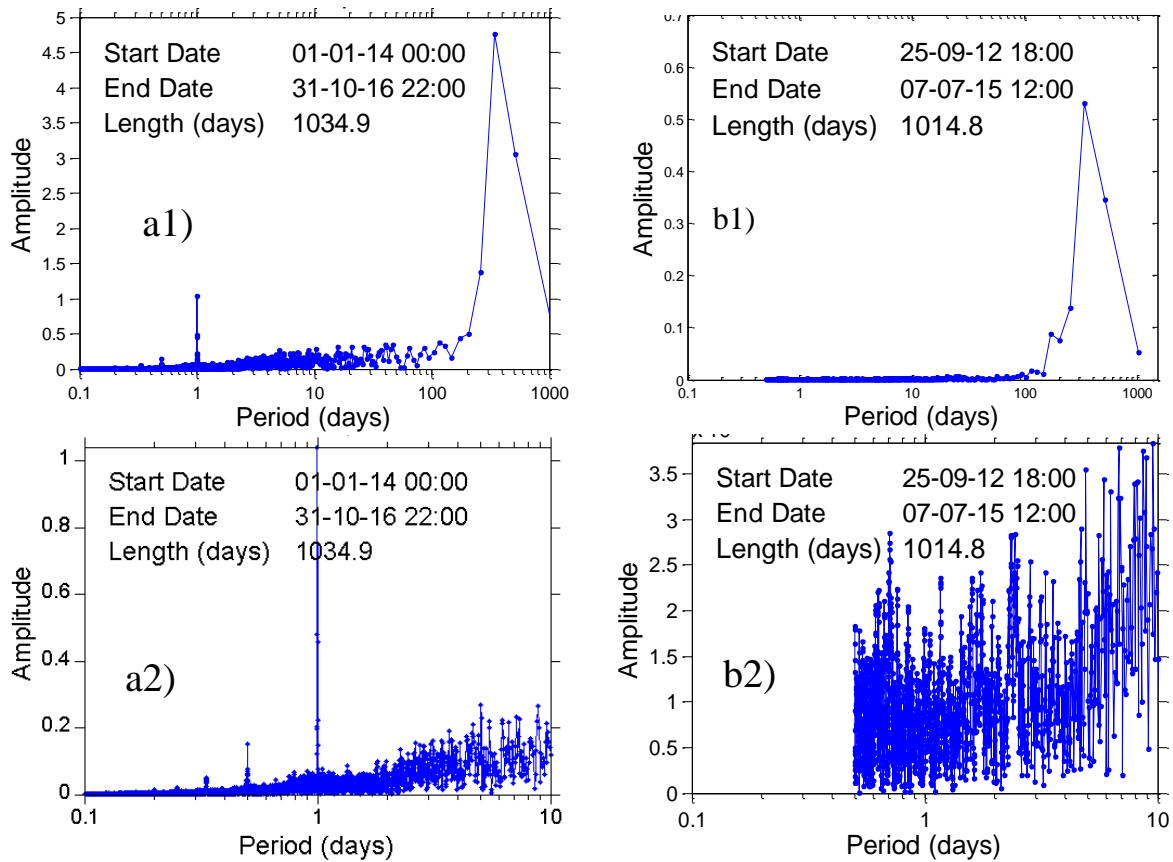 5
4.5
4
3.5
3
2.5
2
1.5
1
0.5
0
Amplitude
Start Date 01-01-14 00:00
End Date 31-10-16 22:00
Length (days) 1034.9
a1)
0.1 1 10 100 1000
Period (days)
0.7
0.6
0.5
0.4
0.3
0.2
0.1
0
Amplitude
Start Date 25-09-12 18:00
End Date 07-07-15 12:00
Length (days) 1014.8
b1)
0.1 1 10 100 1000
Period (days)
1
0.8
0.6
0.4
0.2
0
Amplitude
Start Date 01-01-14 00:00
End Date 31-10-16 22:00
Length (days) 1034.9
a2)
0.1 1 10
Period (days)
3.5
3
2.5
2
1.5
1
0.5
0
Amplitude
Start Date 25-09-12 18:00
End Date 07-07-15 12:00
Length (days) 1014.8
b2)
0.1 1 10
Period (days)